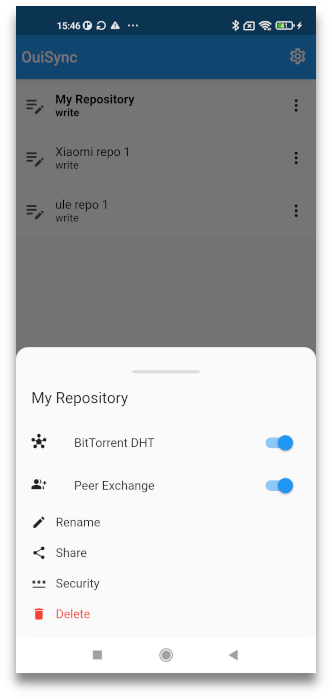 15:46
41
OuiSync
My Repository
write
Xiaomi repo 1
write
ule repo 1
write
My Repository
BitTorrent DHT
Peer Exchange
Rename
Share
Security
Delete